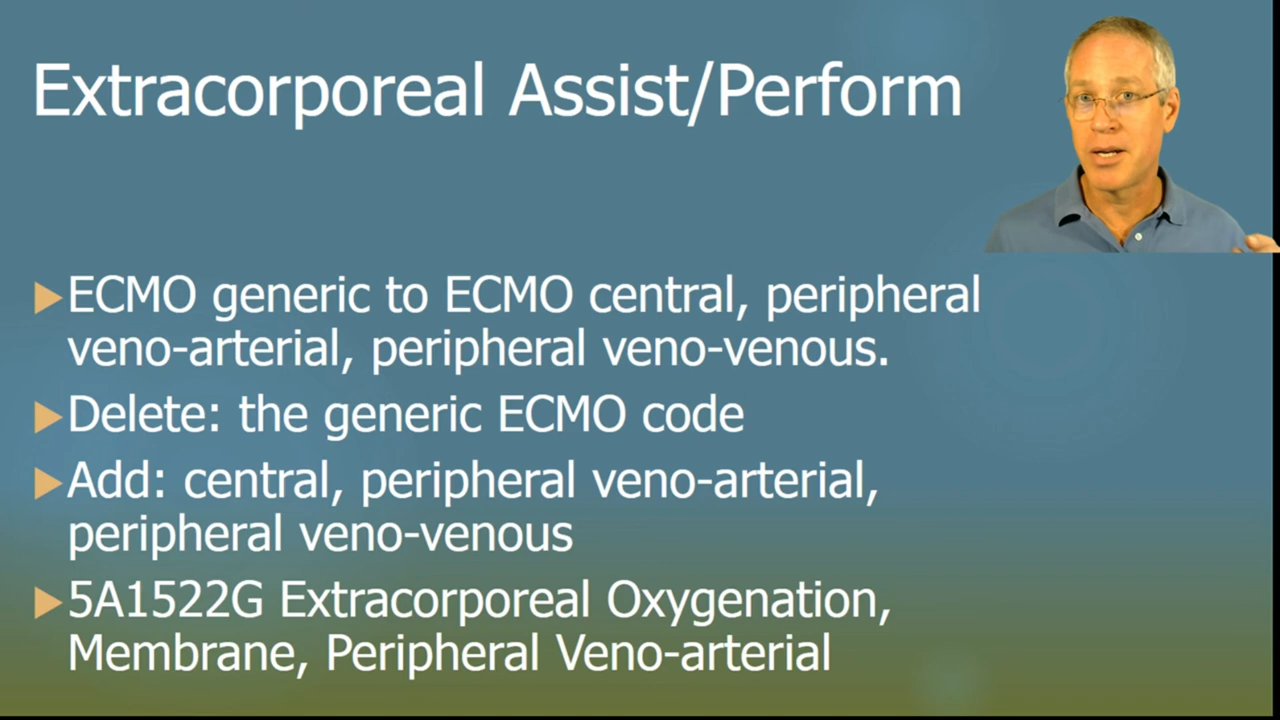 Extracorporeal Assist/Perform
ECMO generic to ECMO central, peripheral
veno-arterial, peripheral veno-venous.
Delete: the generic ECMO code
Add: central, peripheral veno-arterial,
peripheral veno-venous
5A1522G Extracorporeal Oxygenation,
Membrane, Peripheral Veno-arterial